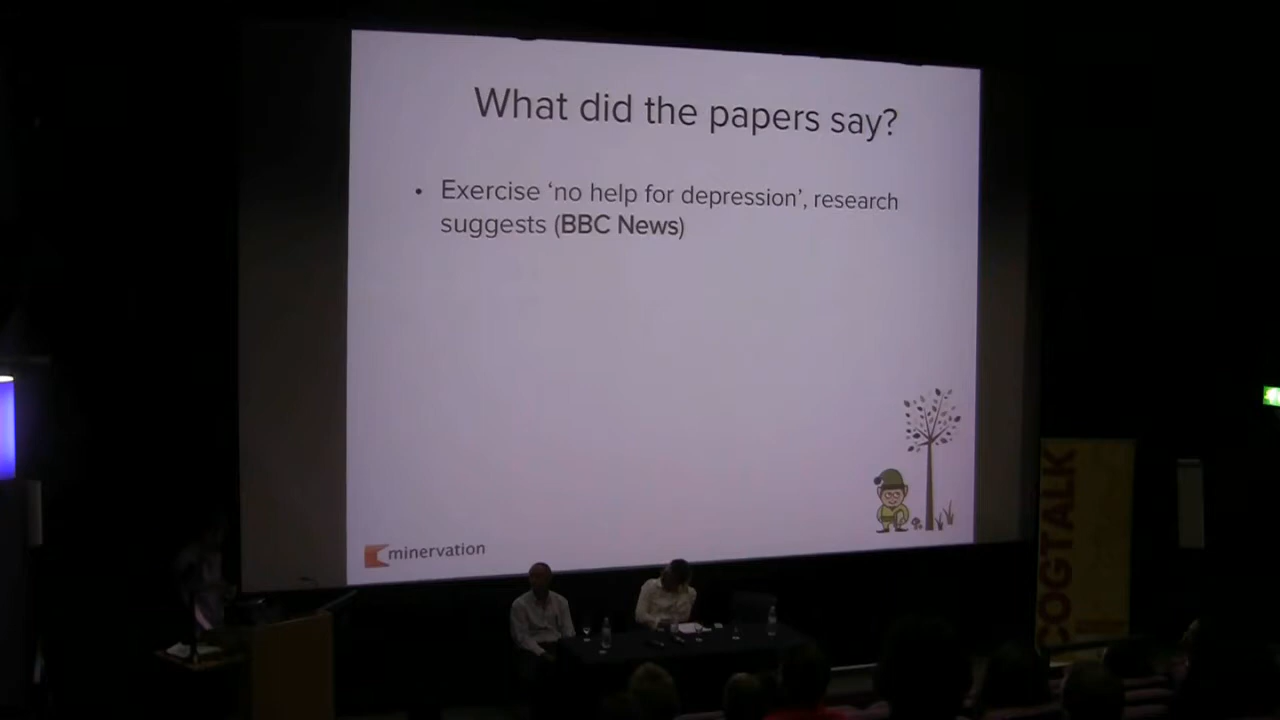 What did the papers say?
• Exercise ‘no help for depression’, research
suggests (BBC News)
minervation
COGTALK